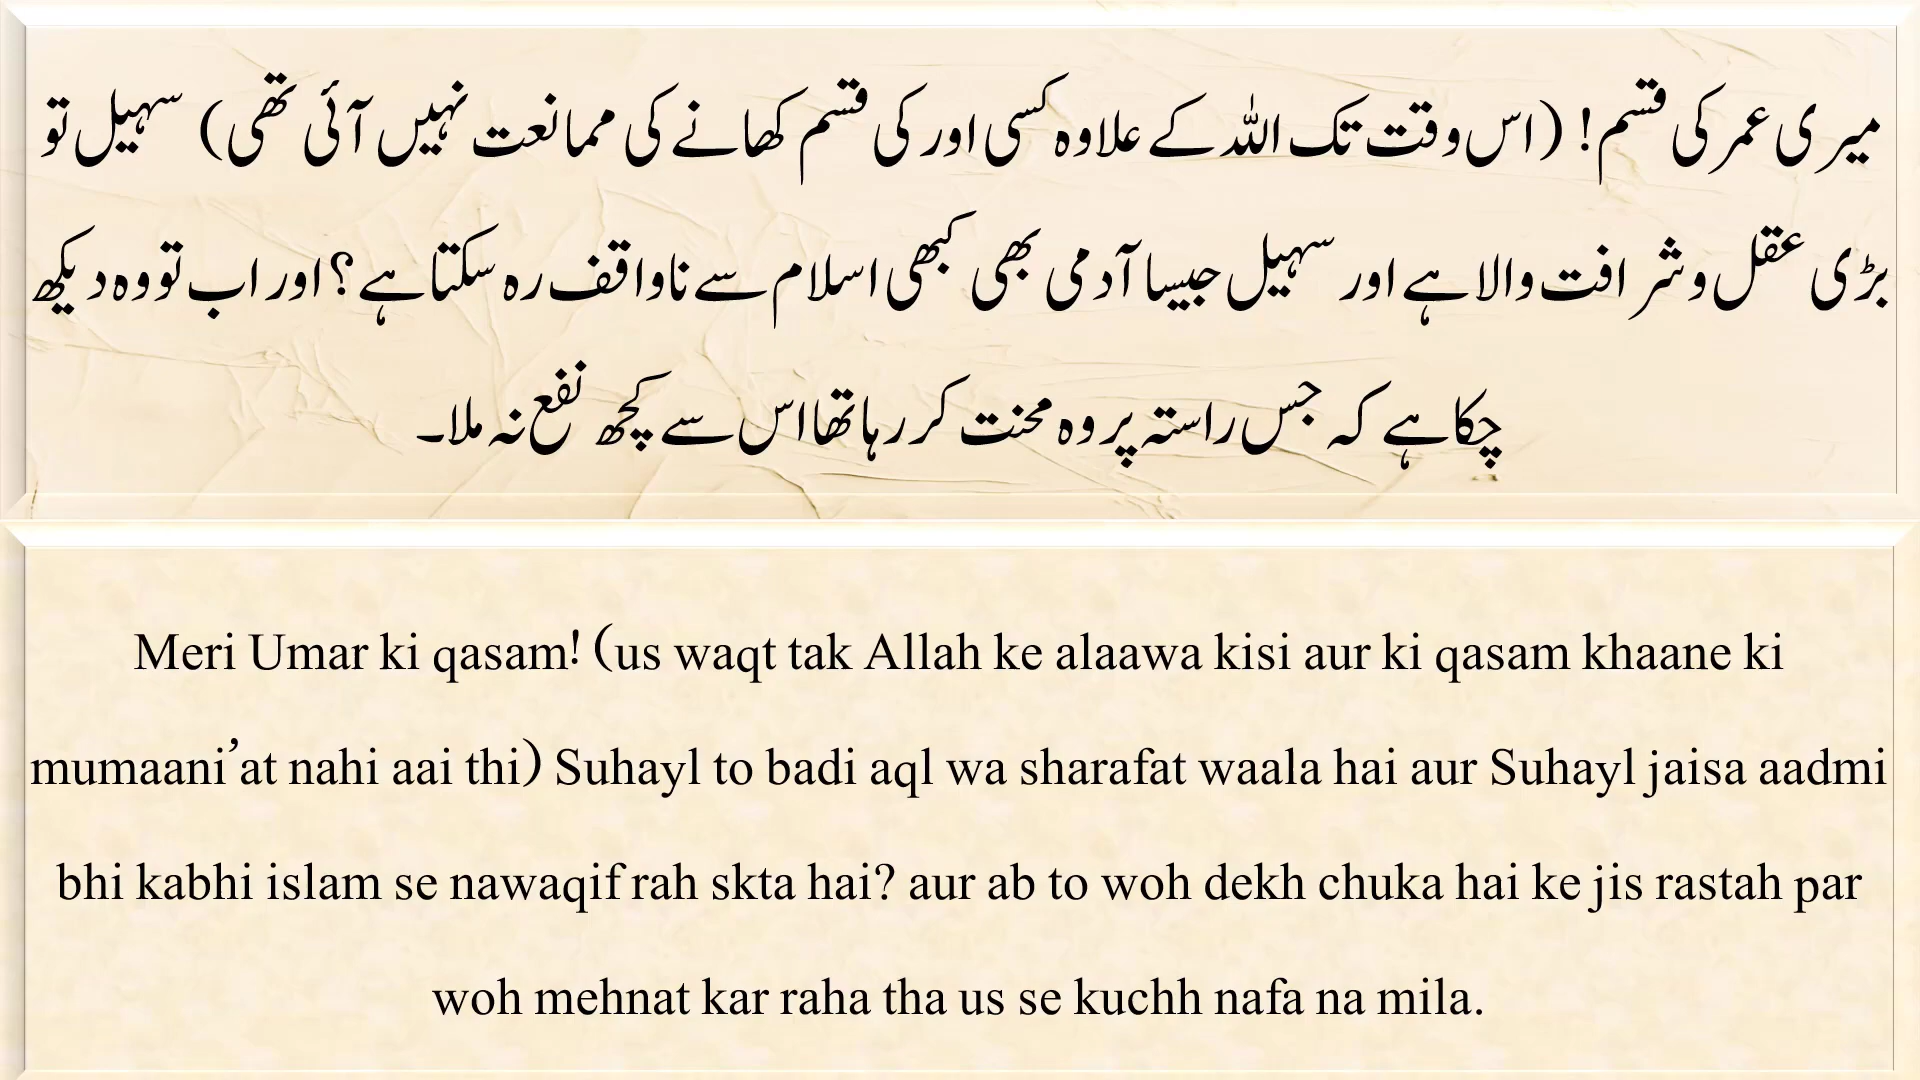 میری عمر کی قسم! (اس وقت تک اللہ کے علاوہ کسی اور کی قسم کھانے کی ممانعت نہیں آئی تھی) سہیل تو
بڑی عقل و شرافت والا ہے اور سہیل جیسا آدمی بھی کبھی اسلام سے ناواقف رہ سکتا ہے؟ اور اب تو وہ دیکھ
چکا ہے کہ جس راستہ پر وہ محنت کر رہا تھا اس سے کچھ نفع نہ ملا۔
Meri Umar ki qasam! (us waqt tak Allah ke alaawa kisi aur ki qasam khaane ki
mumaani’at nahi aai thi) Suhayl to badi aql wa sharafat waala hai aur Suhayl jaisa aadmi
bhi kabhi islam se nawaqif rah skta hai? aur ab to woh dekh chuka hai ke jis rastah par
woh mehnat kar raha tha us se kuchh nafa na mila.